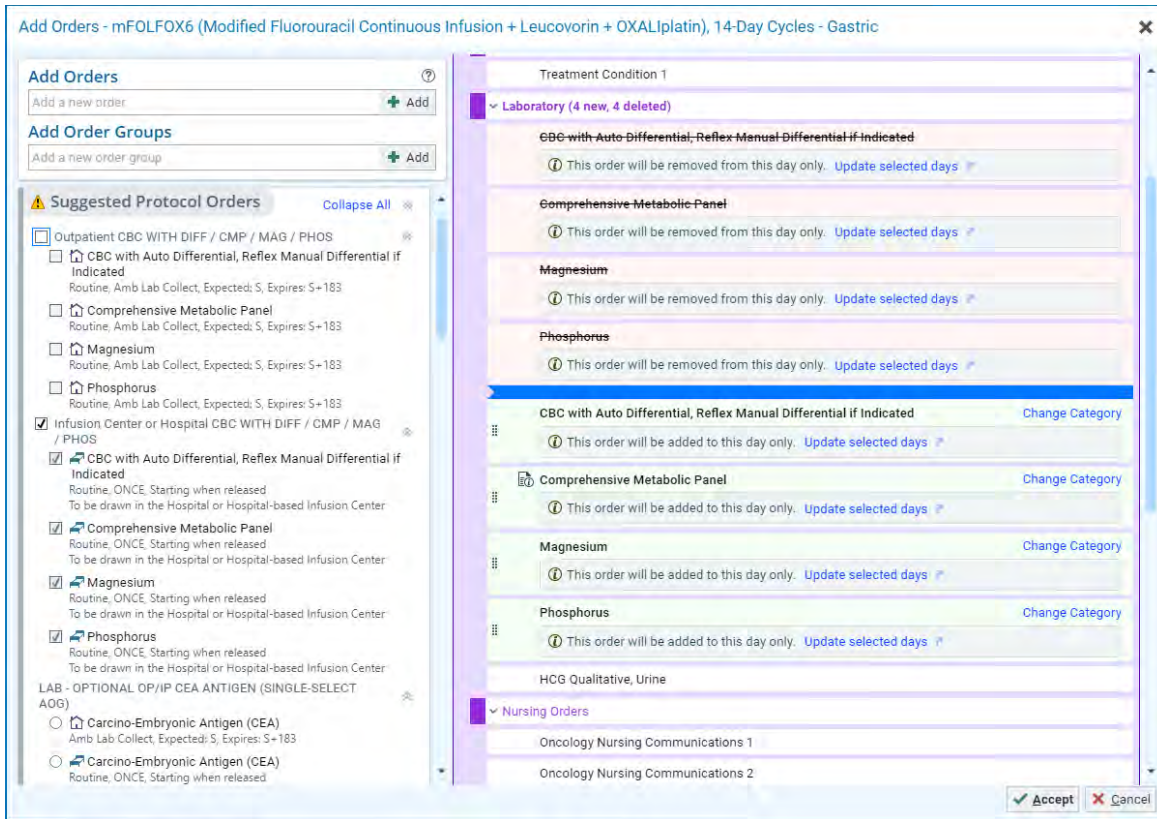 Add Orders - mFOLFOX6 (Modified Fluorouracil Continuous Infusion + Leucovorin + OXALIplatin), 14-Day Cycles - Gastric
Add Orders
Add a new order
Add
Add Order Groups
Add a new order group
Add
Suggested Protocol Orders
Collapse All
Outpatient CBC WITH DIFF / CMP / MAG / PHOS
CBC with Auto Differential, Reflex Manual Differential if
Indicated
Routine, Amb Lab Collect, Expected: S, Expires: S+183
Comprehensive Metabolic Panel
Routine, Amb Lab Collect, Expected: S, Expires: S+183
Magnesium
Routine, Amb Lab Collect, Expected: S, Expires: S+183
Phosphorus
Routine, Amb Lab Collect, Expected: S, Expires: S+183
Infusion Center or Hospital CBC WITH DIFF / CMP / MAG
/ PHOS
CBC with Auto Differential, Reflex Manual Differential if
Indicated
Routine, ONCE, Starting when released
To be drawn in the Hospital or Hospital-based Infusion Center
Comprehensive Metabolic Panel
Routine, ONCE, Starting when released
To be drawn in the Hospital or Hospital-based Infusion Center
Magnesium
Routine, ONCE, Starting when released
To be drawn in the Hospital or Hospital-based Infusion Center
Phosphorus
Routine, ONCE, Starting when released
To be drawn in the Hospital or Hospital-based Infusion Center
LAB - OPTIONAL OP/IP CEA ANTIGEN (SINGLE-SELECT
AOG)
Carcino-Embryonic Antigen (CEA)
Amb Lab Collect, Expected: S, Expires: S+183
Carcino-Embryonic Antigen (CEA)
Routine, ONCE, Starting when released
Treatment Condition 1
Laboratory (4 new, 4 deleted)
CBC with Auto Differential, Reflex Manual Differential if Indicated
This order will be removed from this day only. Update selected days
Comprehensive Metabolic Panel
This order will be removed from this day only. Update selected days
Magnesium
This order will be removed from this day only. Update selected days
Phosphorus
This order will be removed from this day only. Update selected days
CBC with Auto Differential, Reflex Manual Differential if Indicated Change Category
This order will be added to this day only. Update selected days
Comprehensive Metabolic Panel Change Category
This order will be added to this day only. Update selected days
Magnesium Change Category
This order will be added to this day only. Update selected days
Phosphorus Change Category
This order will be added to this day only. Update selected days
HCG Qualitative, Urine
Nursing Orders
Oncology Nursing Communications 1
Oncology Nursing Communications 2
Accept Cancel